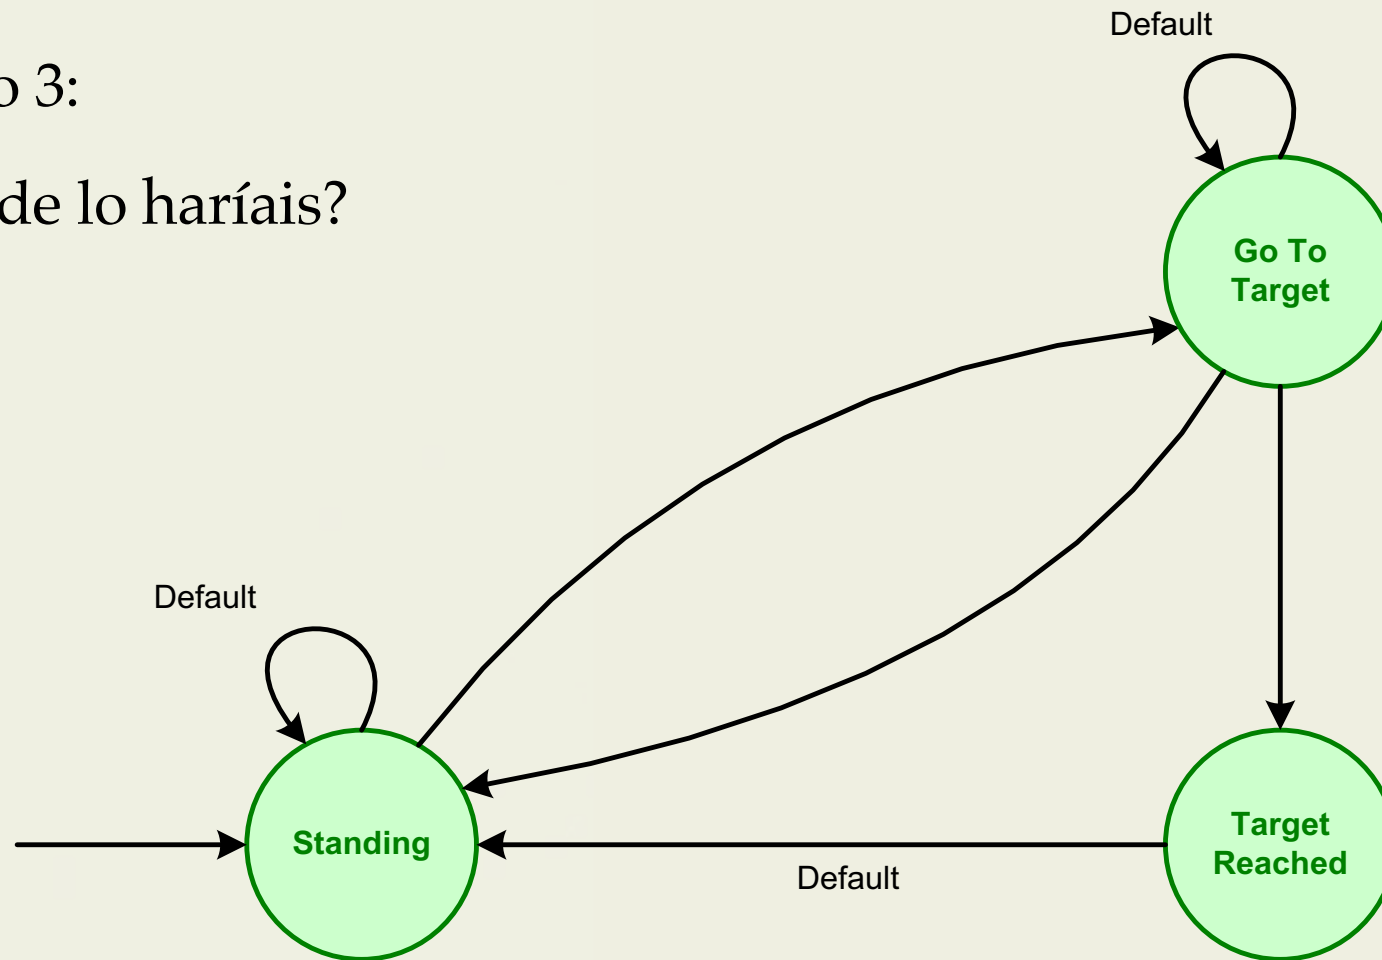 o 3:
de lo haríais?
Default
Go To
Target
Default
Standing
Default
Target
Reached